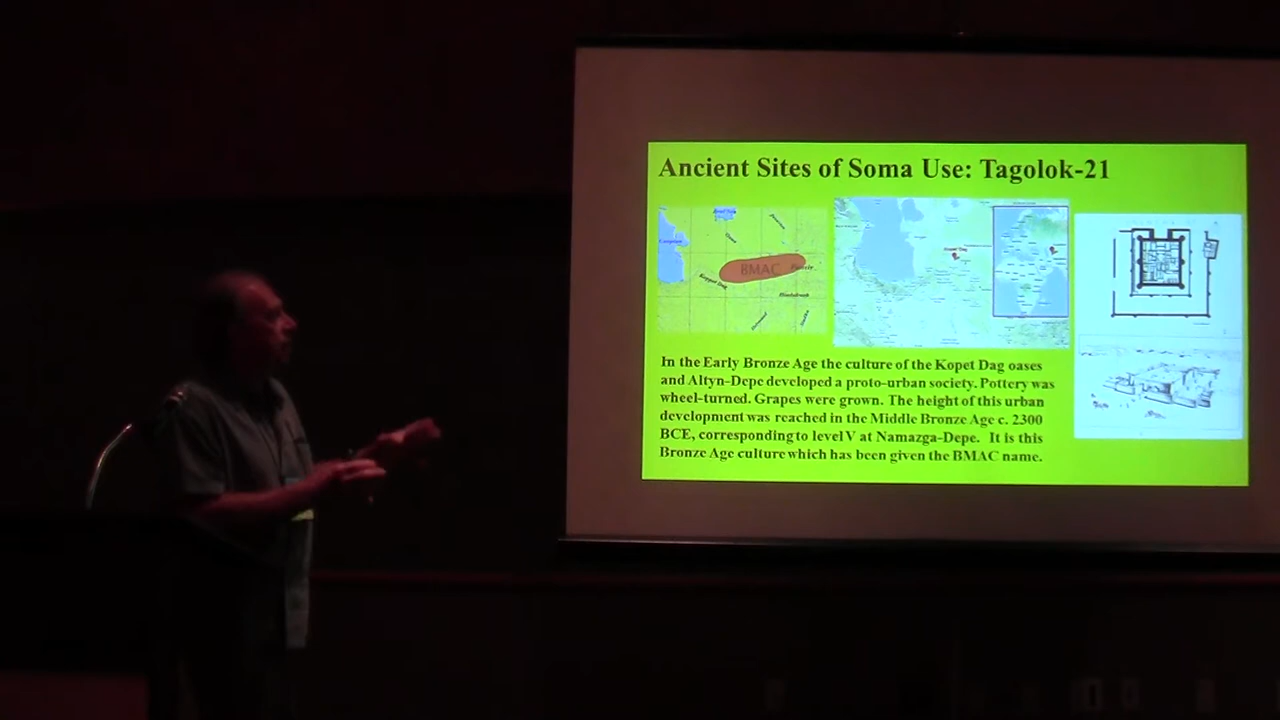 Ancient Sites of Soma Use: Tagolok-21
BMAC
Kopet Dag
In the Early Bronze Age the culture of the Kopet Dag oases
and Altyn-Depe developed a proto-urban society. Pottery was
wheel-turned. Grapes were grown. The height of this urban
development was reached in the Middle Bronze Age c. 2300
BCE, corresponding to level V at Namazga-Depe. It is this
Bronze Age culture which has been given the BMAC name.